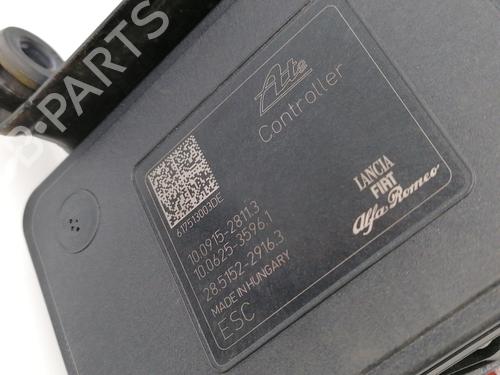 B-PARTS
Ate
Controller
61751300JDE
10.0915-2811.3
10.0625-3596.1
28.5152-2916.3
MADE IN HUNGARY
ESC
LANCIA
FIAT
Alfa Romeo